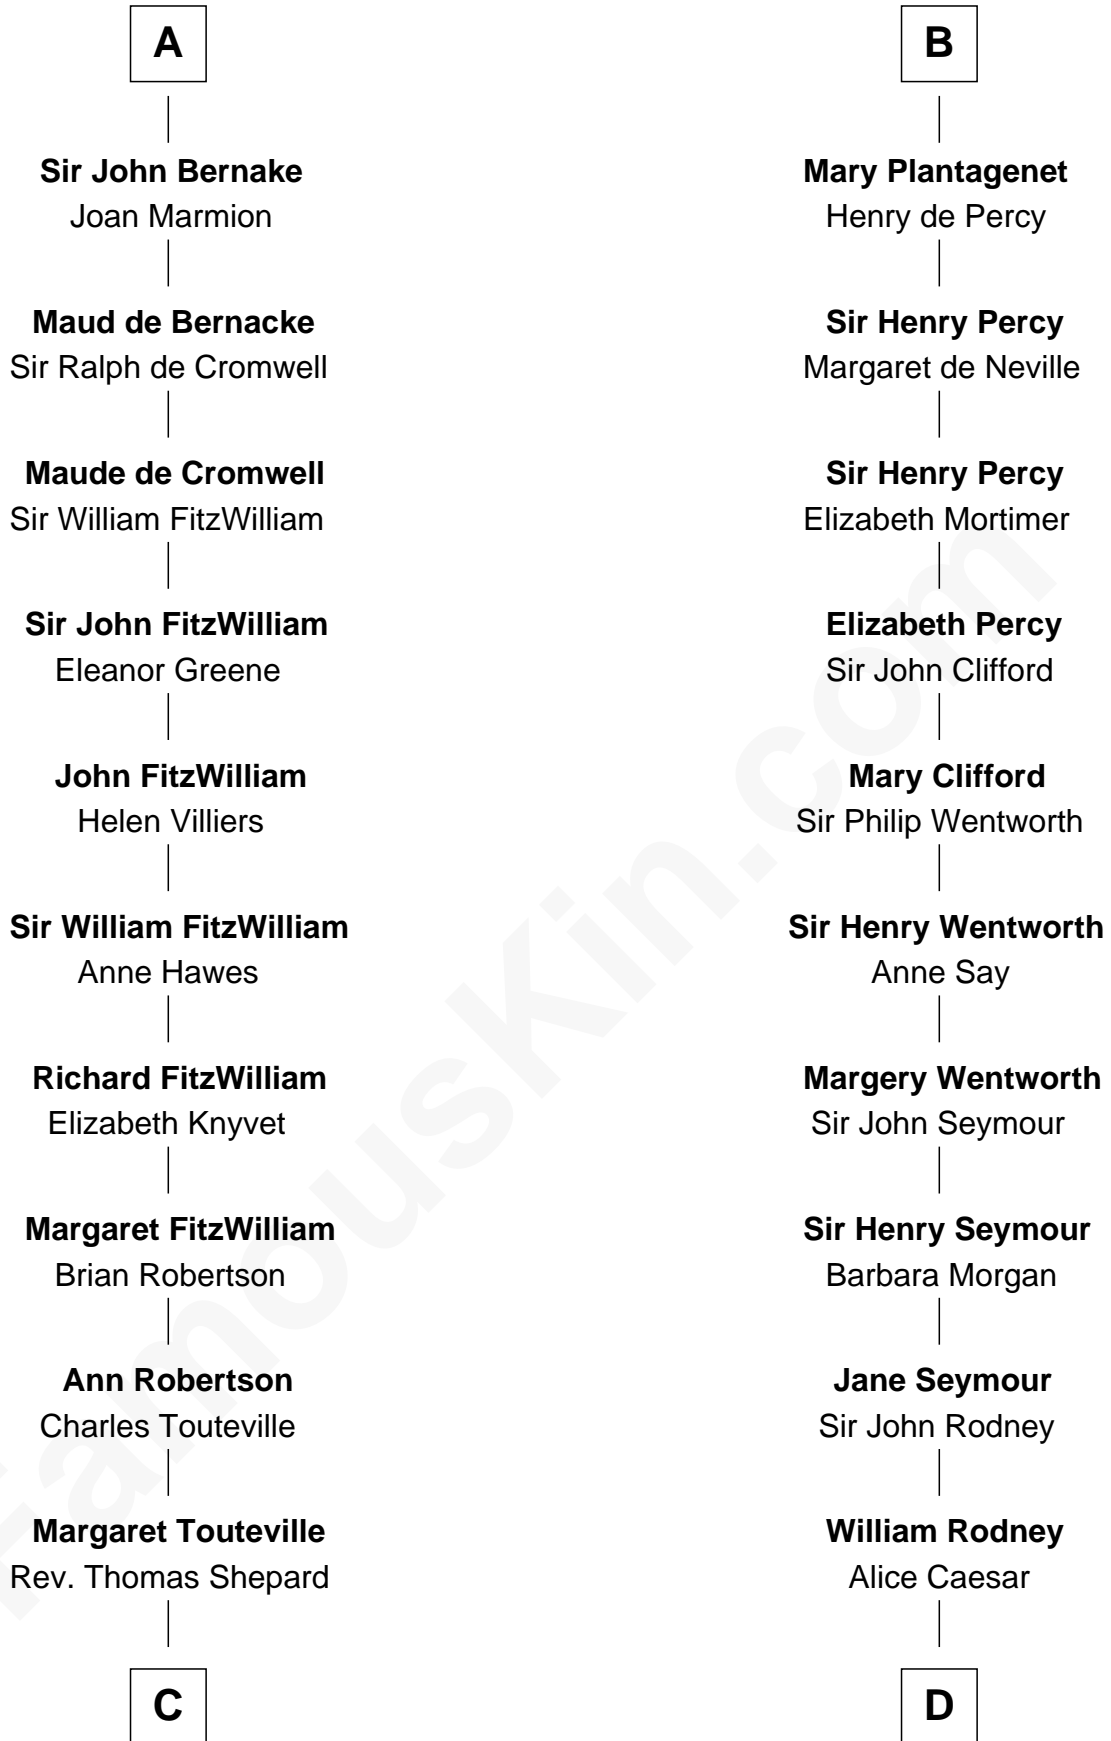 A
Sir John Bernake
Joan Marmion
Maud de Bernacke
Sir Ralph de Cromwell
Maude de Cromwell
Sir William FitzWilliam
Sir John FitzWilliam
Eleanor Greene
John FitzWilliam
Helen Villiers
Sir William FitzWilliam
Anne Hawes
Richard FitzWilliam
Elizabeth Knyvet
Margaret FitzWilliam
Brian Robertson
Ann Robertson
Charles Touteville
Margaret Touteville
Rev. Thomas Shepard
C
B
Mary Plantagenet
Henry de Percy
Sir Henry Percy
Margaret de Neville
Sir Henry Percy
Elizabeth Mortimer
Elizabeth Percy
Sir John Clifford
Mary Clifford
Sir Philip Wentworth
Sir Henry Wentworth
Anne Say
Margery Wentworth
Sir John Seymour
Sir Henry Seymour
Barbara Morgan
Jane Seymour
Sir John Rodney
William Rodney
Alice Caesar
D
FamousKin.com